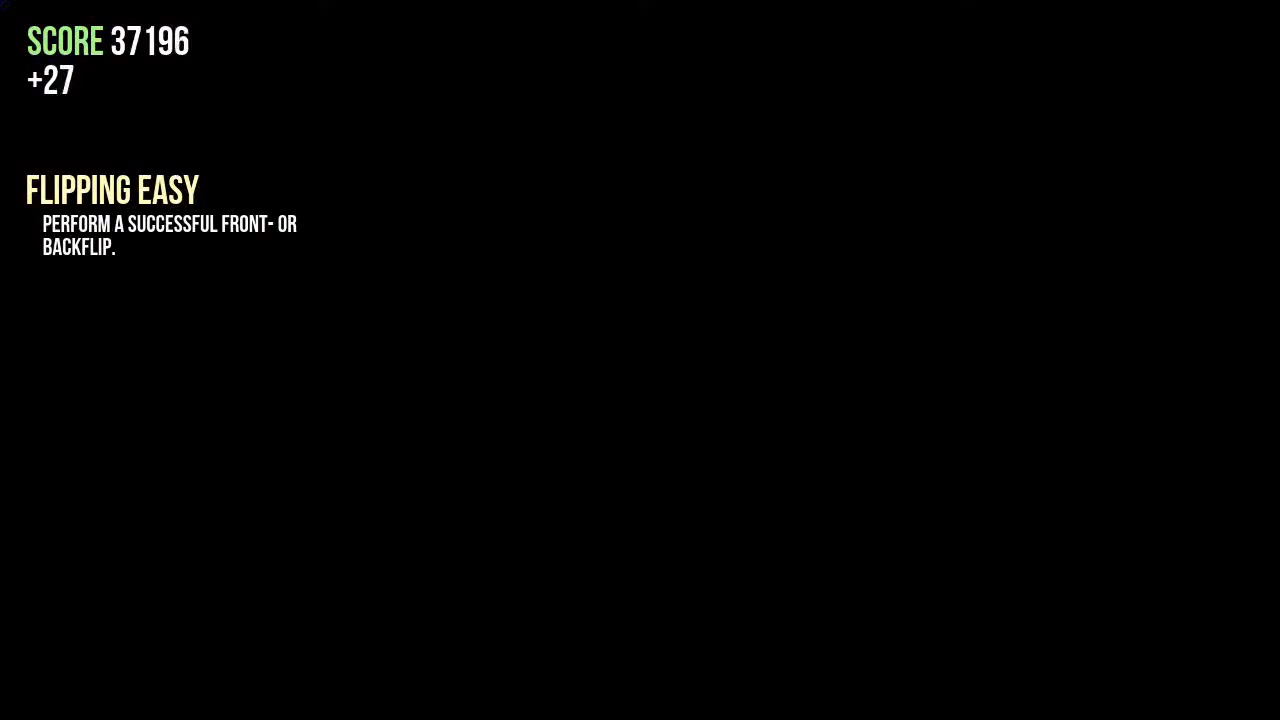 SCORE 37196
+27
FLIPPING EASY
PERFORM A SUCCESSFUL FRONT- OR
BACKFLIP.